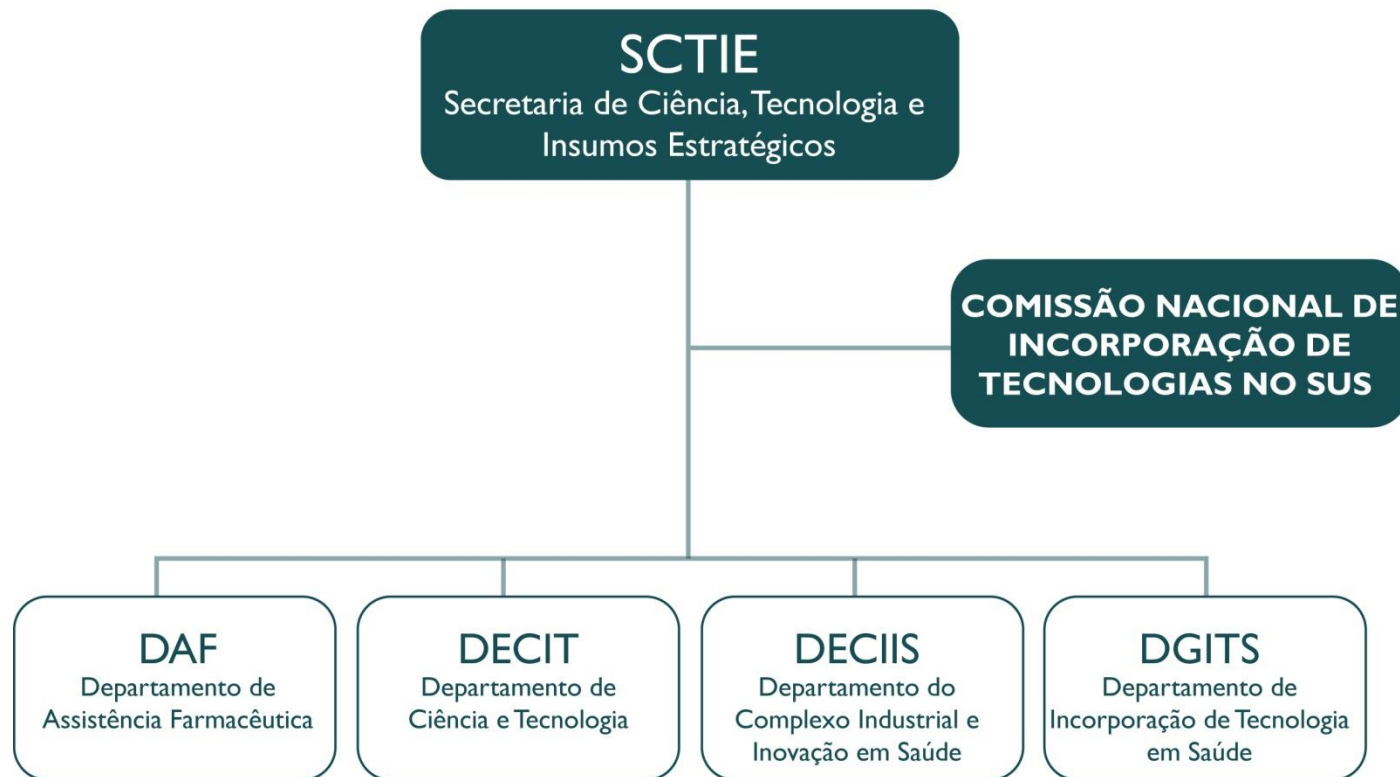 SCTIE
Secretaria de Ciência, Tecnologia e
Insumos Estratégicos
COMISSÃO NACIONAL DE
INCORPORAÇÃO DE
TECNOLOGIAS NO SUS
DAF
Departamento de
Assistência Farmacêutica
DECIT
Departamento de
Ciência e Tecnologia
DECIIS
Departamento do
Complexo Industrial e
Inovação em Saúde
DGITS
Departamento de
Incorporação de Tecnologia
em Saúde